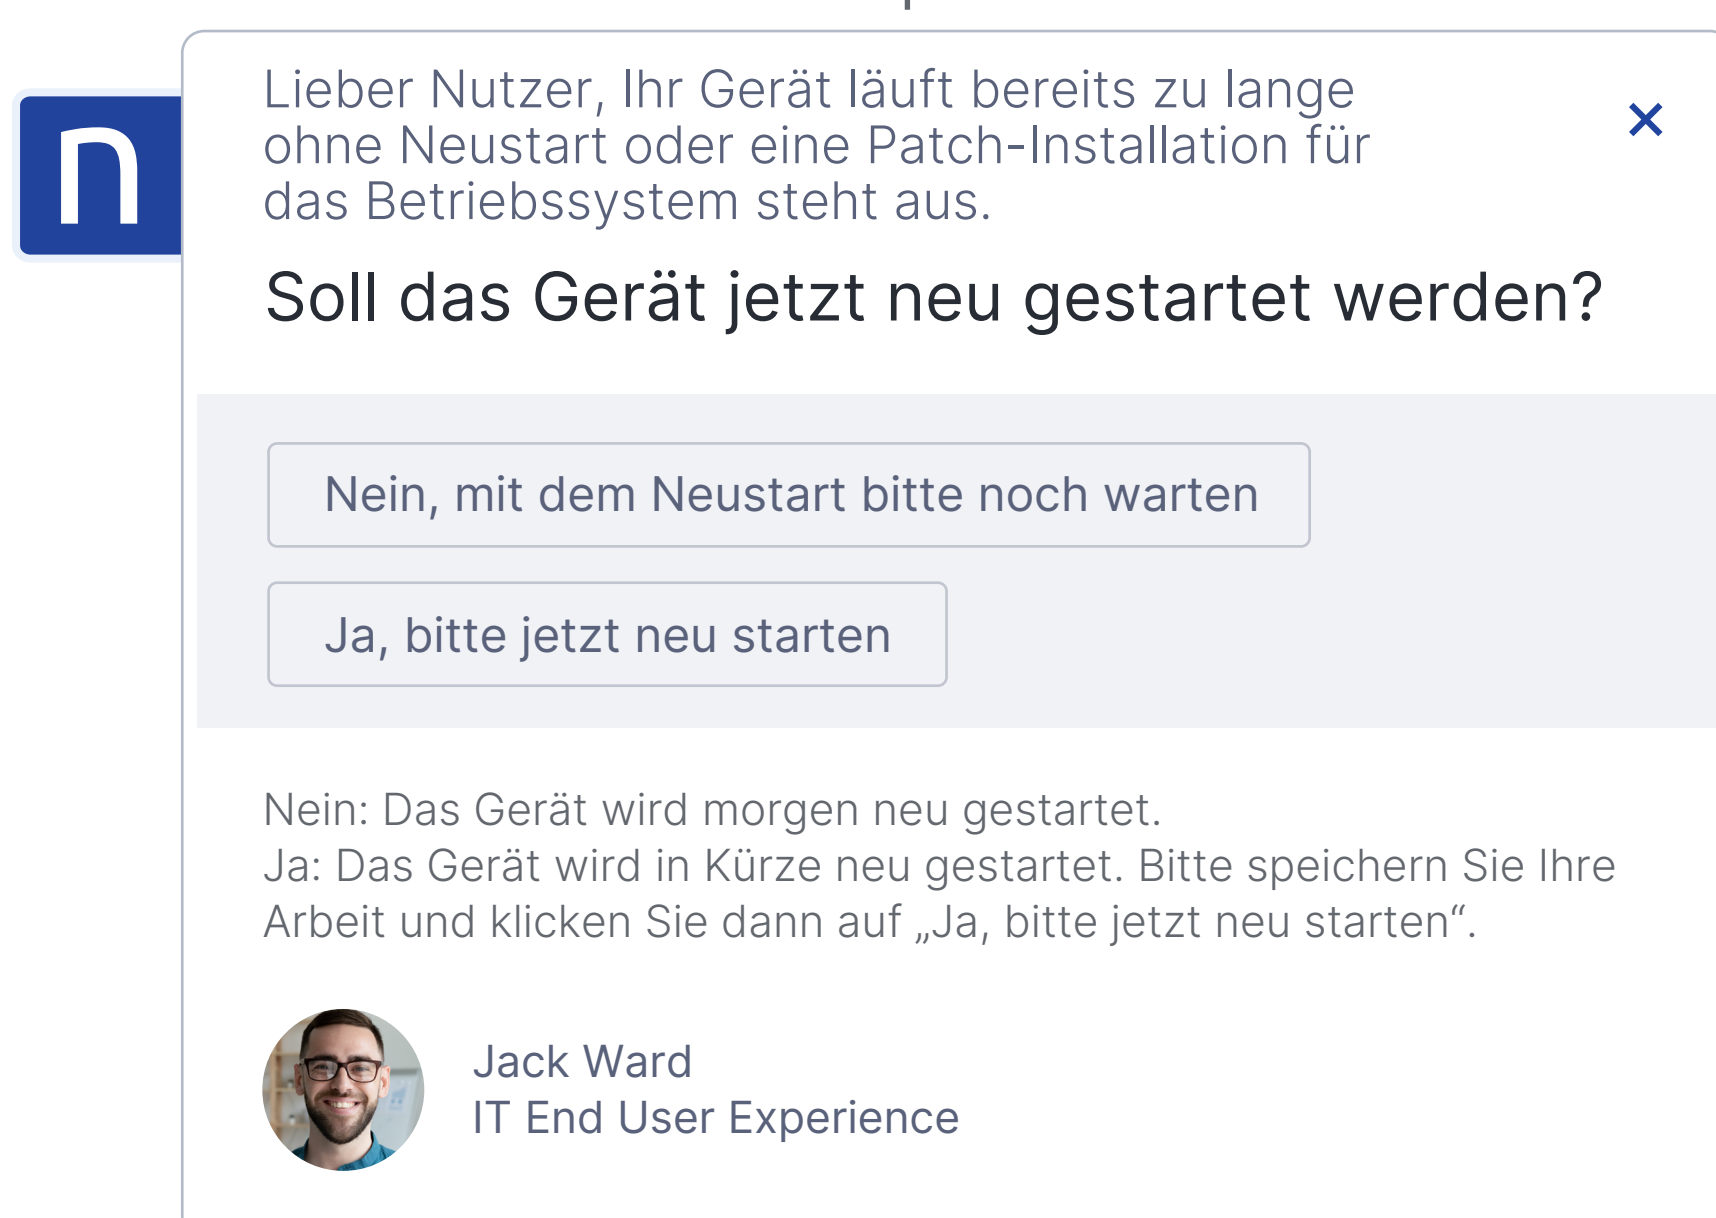 Lieber Nutzer, Ihr Gerät läuft bereits zu lange
ohne Neustart oder eine Patch-Installation für
das Betriebssystem steht aus.
n
Soll das Gerät jetzt neu gestartet werden?
Nein, mit dem Neustart bitte noch warten
Ja, bitte jetzt neu starten
Nein: Das Gerät wird morgen neu gestartet.
Ja: Das Gerät wird in Kürze neu gestartet. Bitte speichern Sie Ihre
Arbeit und klicken Sie dann auf „Ja, bitte jetzt neu starten“.
Jack Ward
IT End User Experience